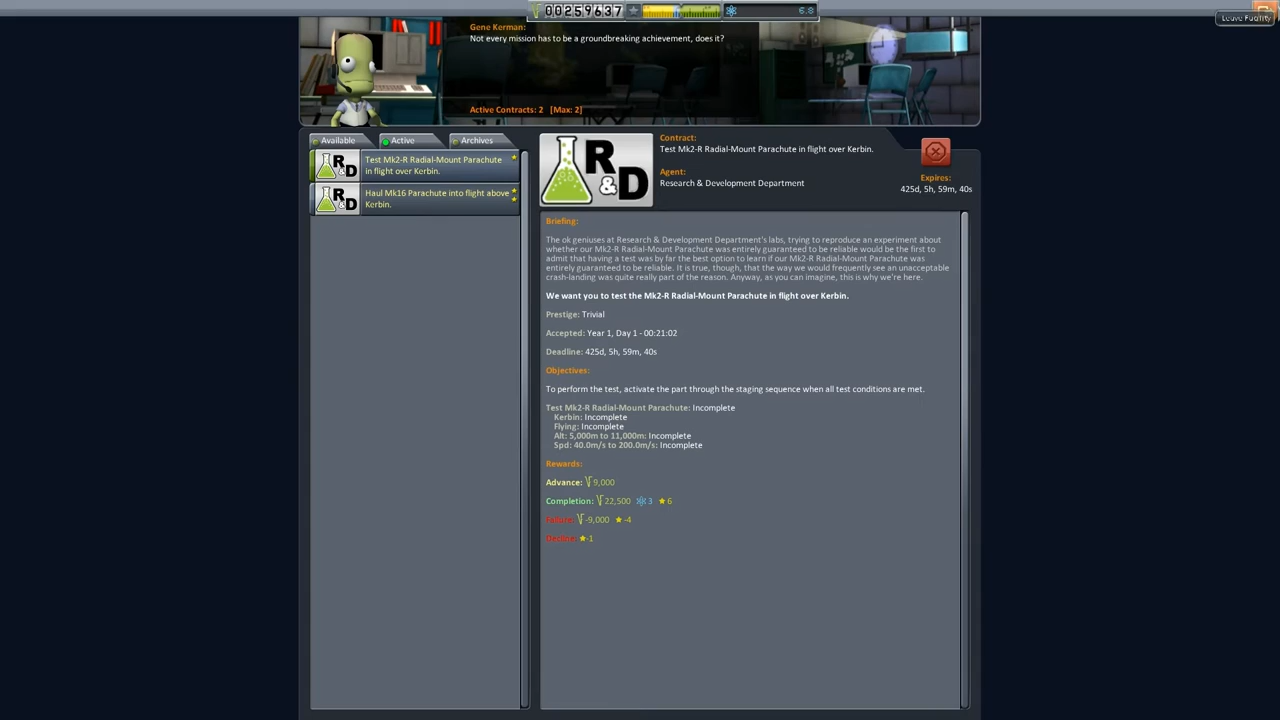 00259637
6.8
Leave Facility
Gene Kerman:
Not every mission has to be a groundbreaking achievement, does it?
Active Contracts: 2 [Max: 2]
Available
Active
Archives
R&D
Test Mk2-R Radial-Mount Parachute
in flight over Kerbin.
R&D
Haul Mk16 Parachute into flight above
Kerbin.
R&D
Contract:
Test Mk2-R Radial-Mount Parachute in flight over Kerbin.
Agent:
Research & Development Department
Expires:
425d, 5h, 59m, 40s
Briefing:
The ok geniuses at Research & Development Department's labs, trying to reproduce an experiment about
whether our Mk2-R Radial-Mount Parachute was entirely guaranteed to be reliable would be the first to
admit that having a test was by far the best option to learn if our Mk2-R Radial-Mount Parachute was
entirely guaranteed to be reliable. It is true, though, that the way we would frequently see an unacceptable
crash-landing was quite really part of the reason. Anyway, as you can imagine, this is why we're here.
We want you to test the Mk2-R Radial-Mount Parachute in flight over Kerbin.
Prestige: Trivial
Accepted: Year 1, Day 1 - 00:21:02
Deadline: 425d, 5h, 59m, 40s
Objectives:
To perform the test, activate the part through the staging sequence when all test conditions are met.
Test Mk2-R Radial-Mount Parachute: Incomplete
Kerbin: Incomplete
Flying: Incomplete
Alt: 5,000m to 11,000m: Incomplete
Spd: 40.0m/s to 200.0m/s: Incomplete
Rewards:
Advance: 9,000
Completion: 22,500 3 6
Failure: -9,000 -4
Decline: -1